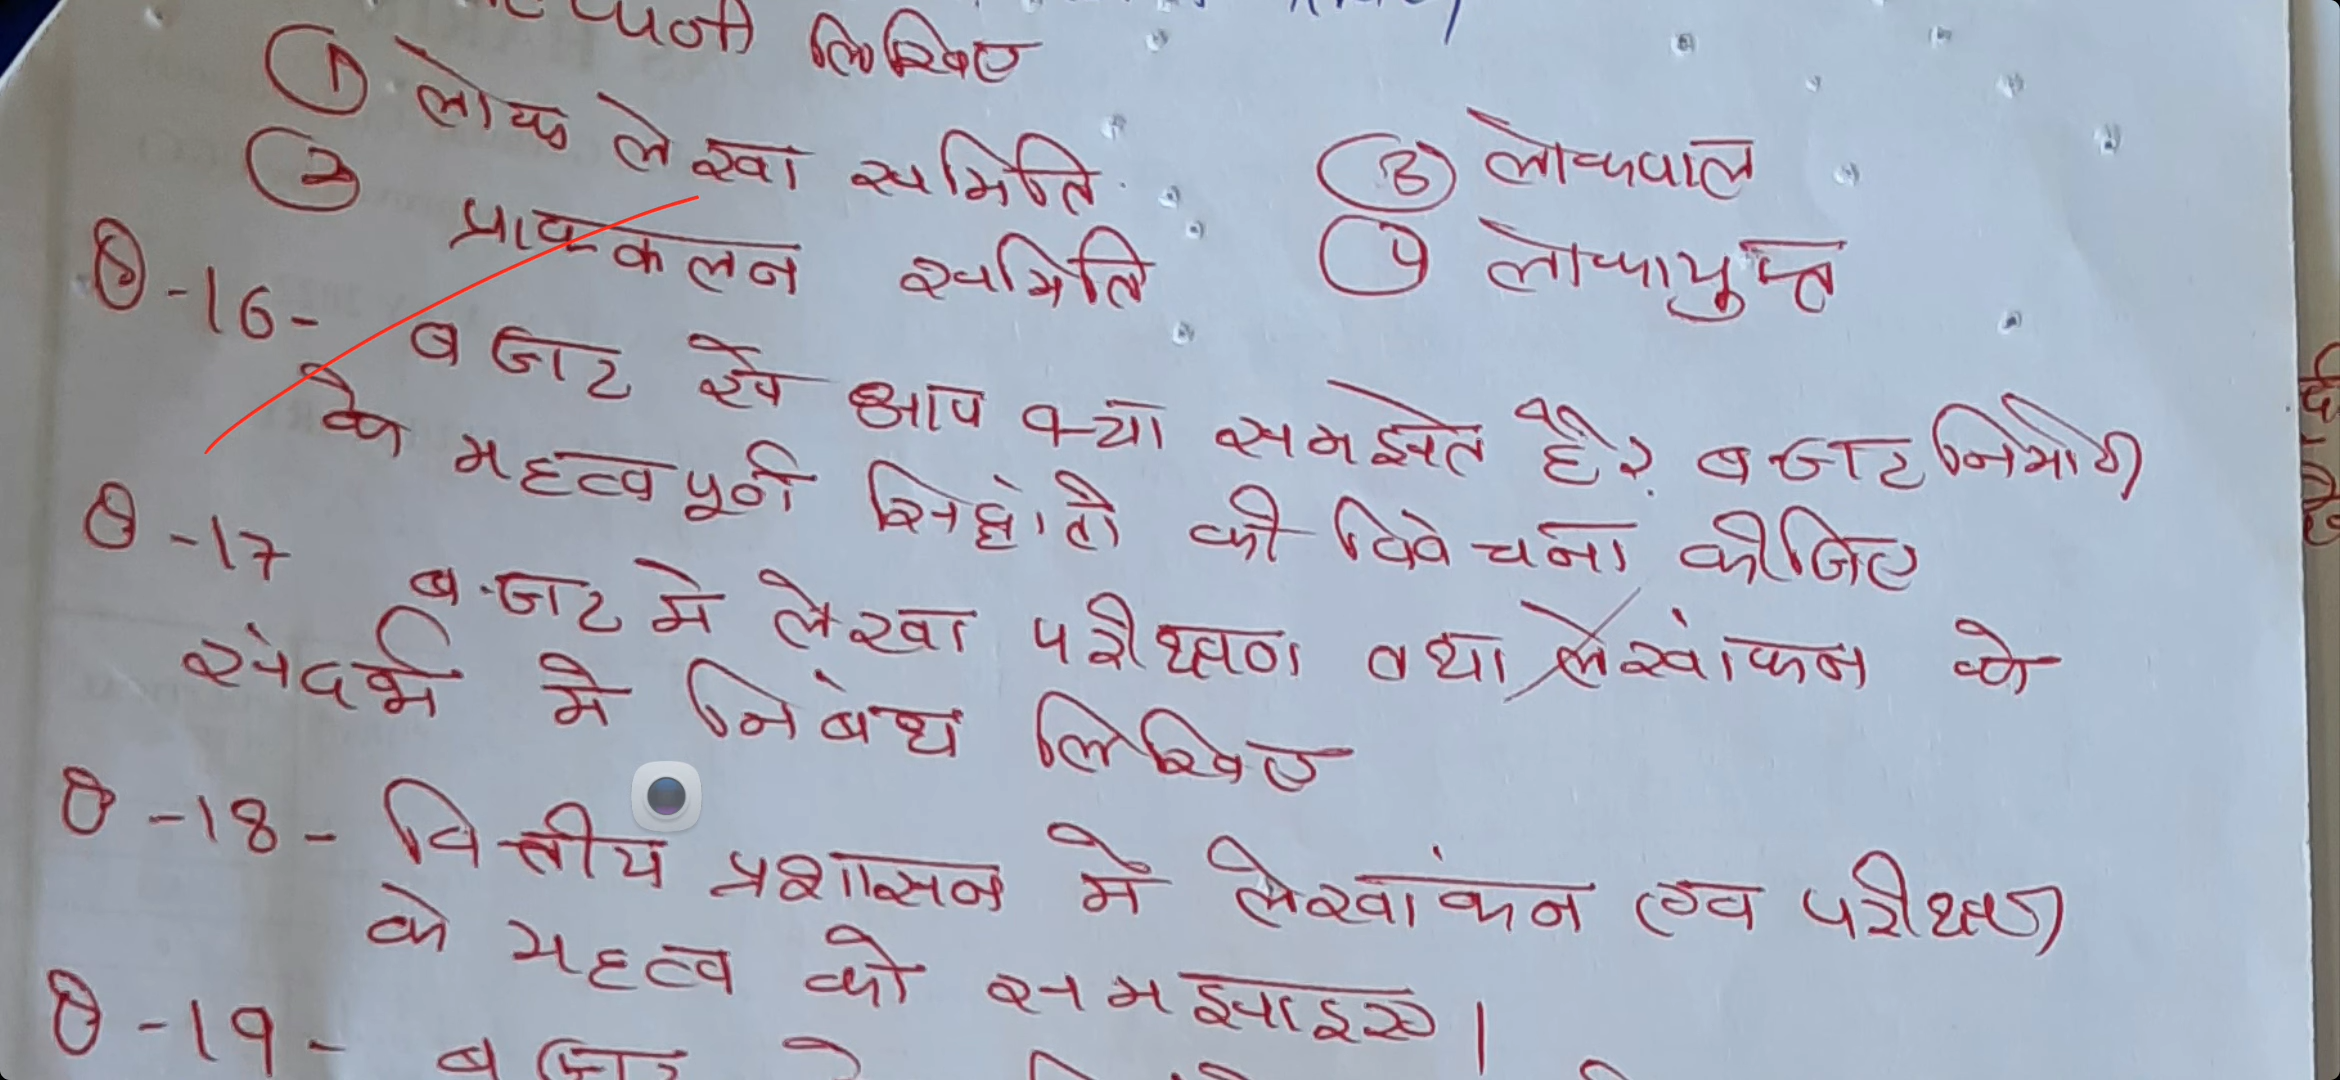 टिप्पणी लिखिए
① लोक लेखा समिति ③ लोकपाल
② प्राक्कलन समिति ④ लोकायुक्त
Q-16- बजट से आप क्या समझते है? बजट निर्माण
के महत्वपूर्ण सिद्धांतो की विवेचना कीजिए
Q-17 बजट मे लेखा परीक्षण तथा लेखांकन के
संदर्भ मे निबंध लिखिए
Q-18- वित्तीय प्रशासन मे लेखांकन एवं परीक्षण
के महत्व को समझाइए।
Q-19- बजट